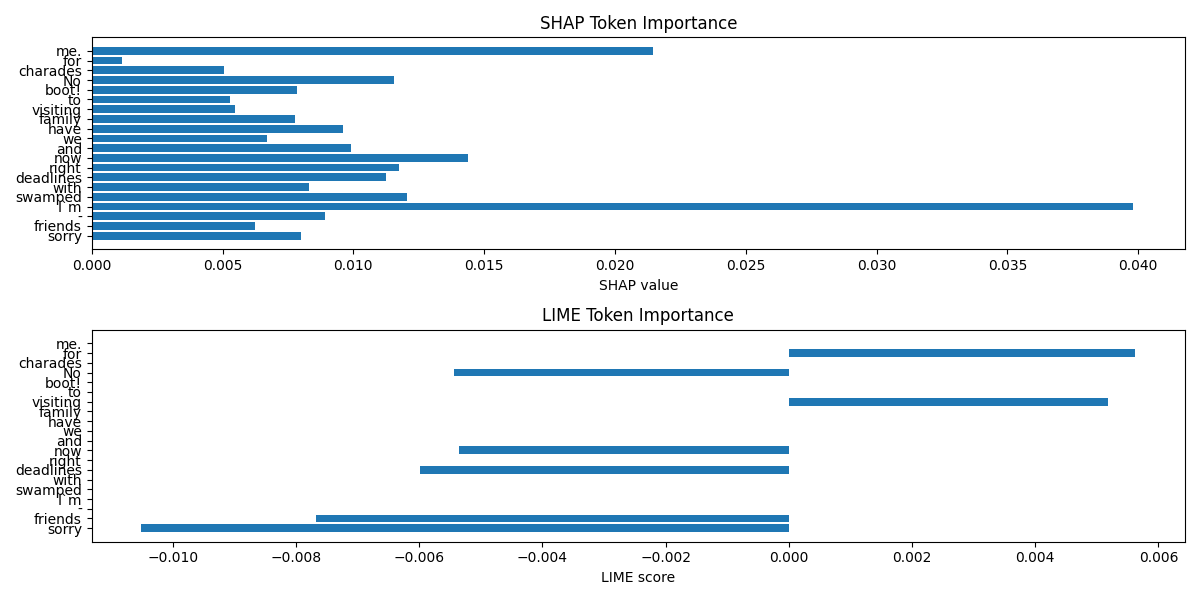 SHAP Token Importance
me.
for
charades
No
boot!
to
visiting
family
have
we
and
now
right
deadlines
with
swamped
I'm
-
friends
sorry
0.000 0.005 0.010 0.015 0.020 0.025 0.030 0.035 0.040
SHAP value
LIME Token Importance
me.
for
charades
No
boot!
to
visiting
family
have
we
and
now
right
deadlines
with
swamped
I'm
-
friends
sorry
−0.010 −0.008 −0.006 −0.004 −0.002 0.000 0.002 0.004 0.006
LIME score